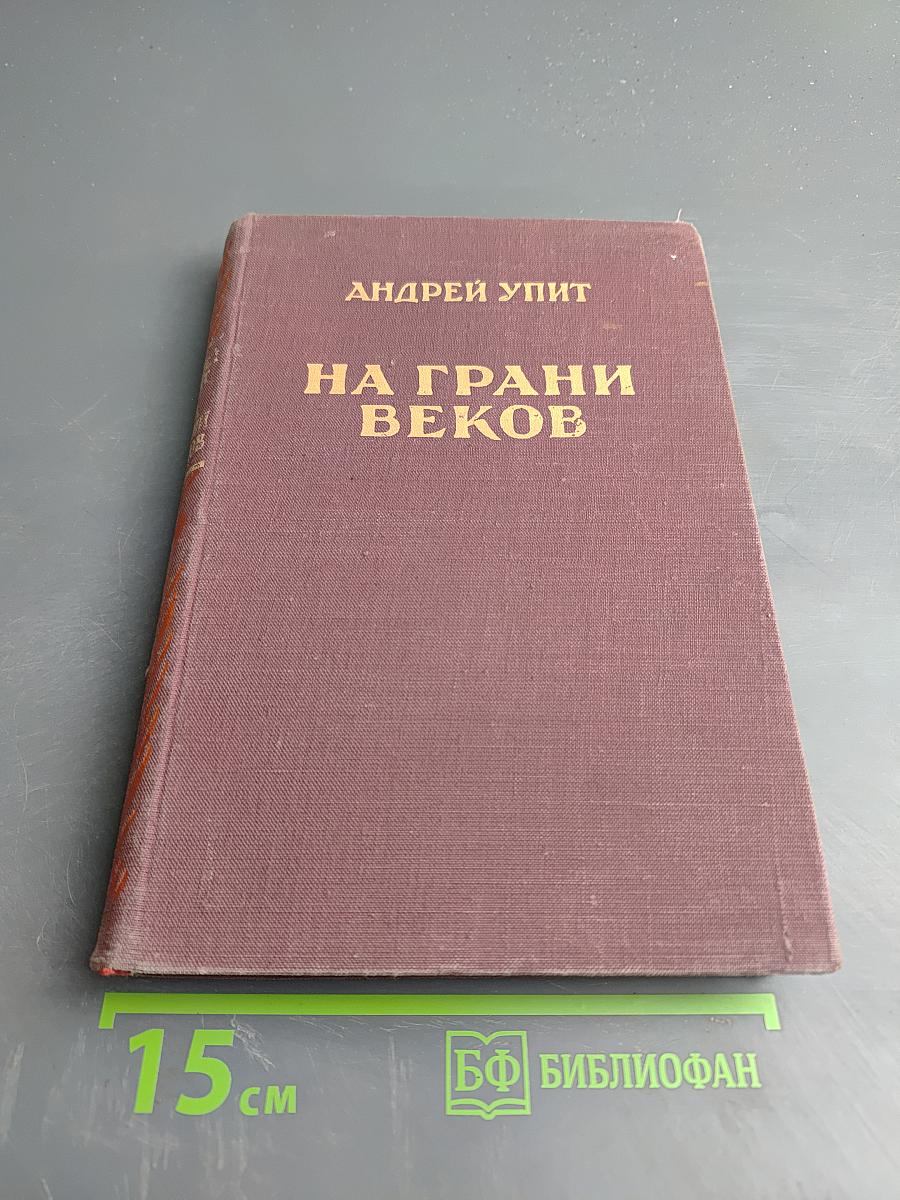 АНДРЕЙ УПИТ
НА ГРАНИ
ВЕКОВ
15 см
БФ БИБЛИОФАН